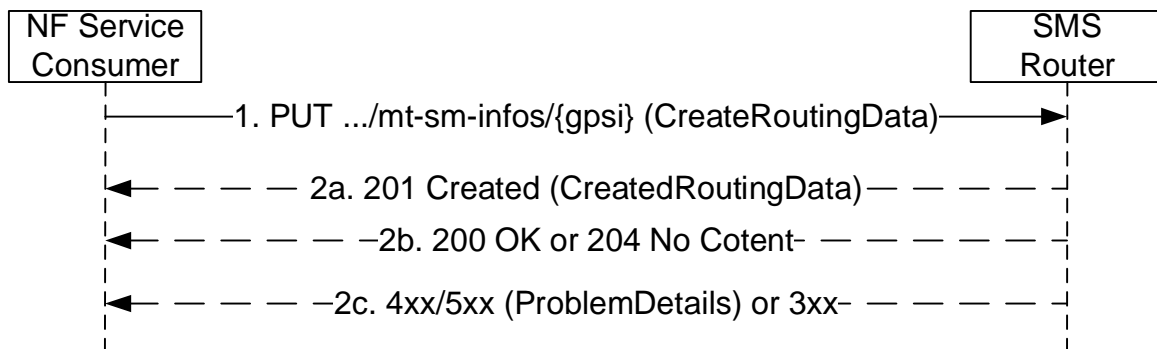 NF Service
Consumer
SMS
Router
1. PUT .../mt-sm-infos/{gpsi} (CreateRoutingData)
2a. 201 Created (CreatedRoutingData)
2b. 200 OK or 204 No Cotent
2c. 4xx/5xx (ProblemDetails) or 3xx